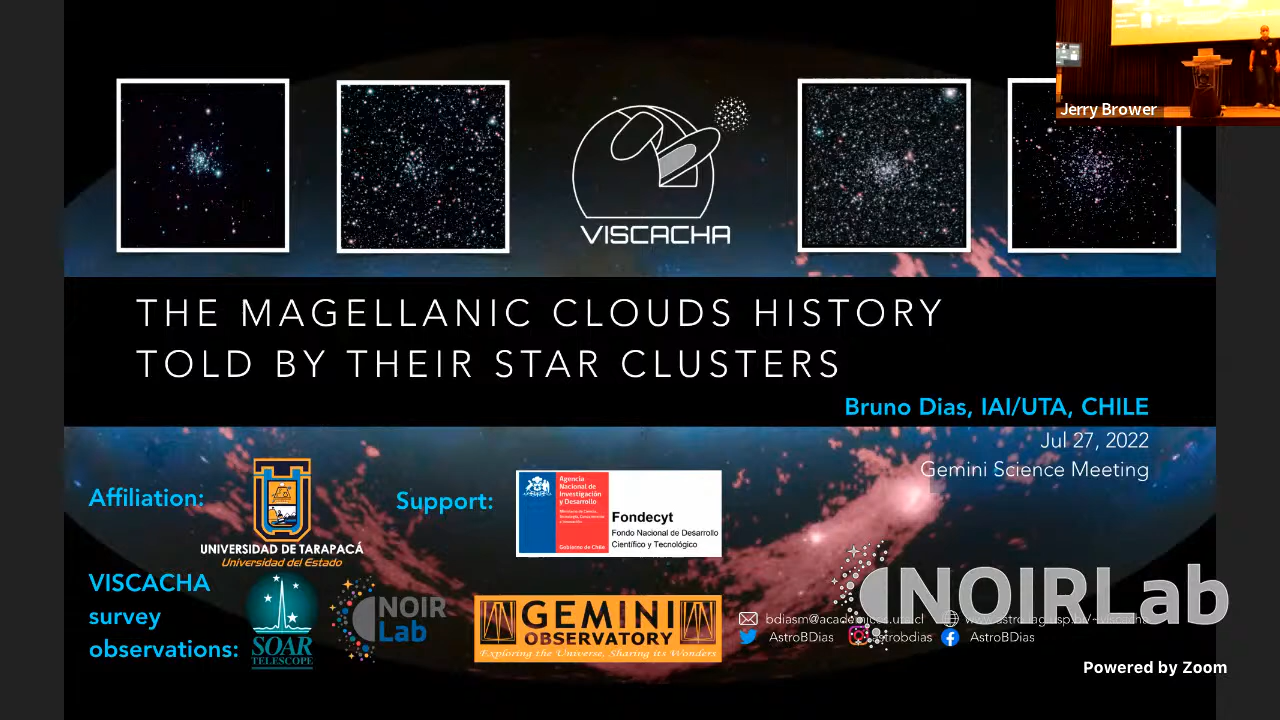 Jerry Brower
VISCACHA
THE MAGELLANIC CLOUDS HISTORY
TOLD BY THEIR STAR CLUSTERS
Bruno Dias, IAI/UTA, CHILE
Jul 27, 2022
Gemini Science Meeting
Affiliation:
UNIVERSIDAD DE TARAPACÁ
Universidad del Estado
Support:
Agencia
Nacional de
Investigación
y Desarrollo
Gobierno de Chile
Fondecyt
Fondo Nacional de Desarrollo
Científico y Tecnológico
VISCACHA
survey
observations:
SOAR
TELESCOPE
NOIR
Lab
GEMINI
OBSERVATORY
Exploring the Universe, Sharing its Wonders
AstroBDias
AstroBDias
NOIRLab
Powered by Zoom